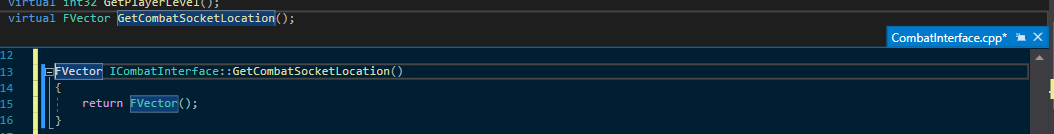 virtual int32 GetPlayerLevel();
virtual FVector GetCombatSocketLocation();
CombatInterface.cpp*
12
13 FVector ICombatInterface::GetCombatSocketLocation()
14 {
15 return FVector();
16 }